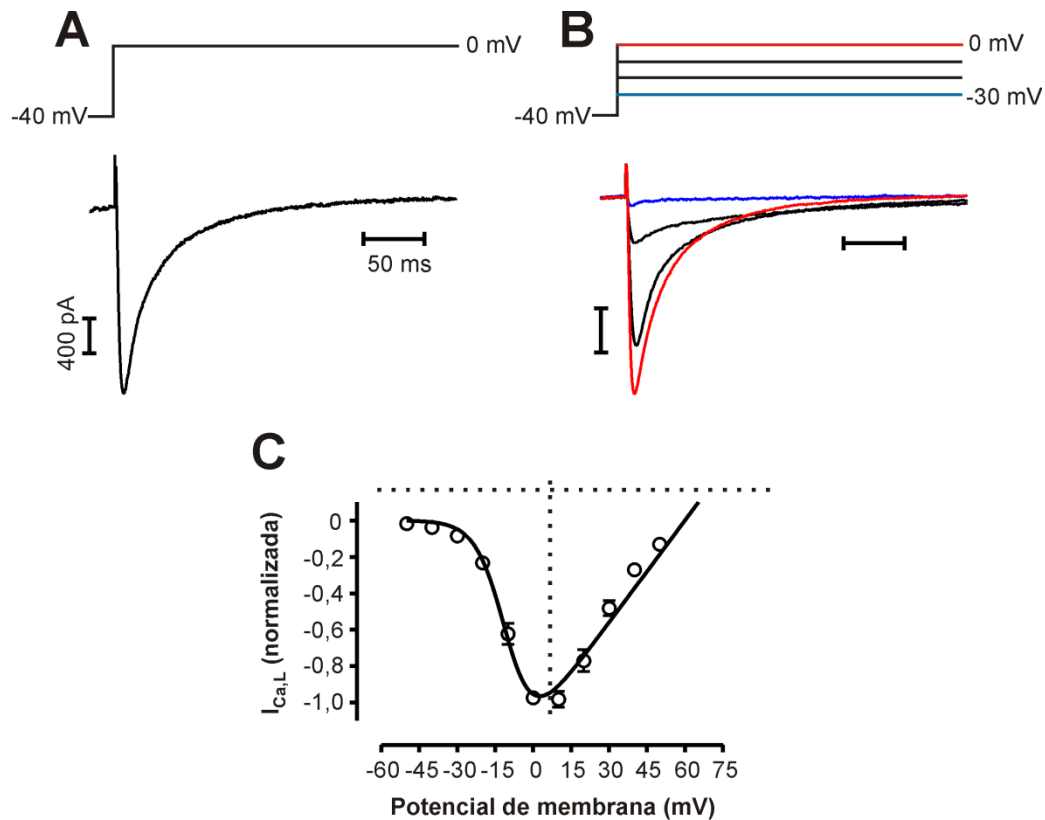 A
0 mV
-40 mV
50 ms
400 pA
B
0 mV
-30 mV
-40 mV
C
0
-0,2
-0,4
-0,6
-0,8
-1,0
I Ca,L (normalizada)
-60 -45 -30 -15 0 15 30 45 60 75
Potencial de membrana (mV)